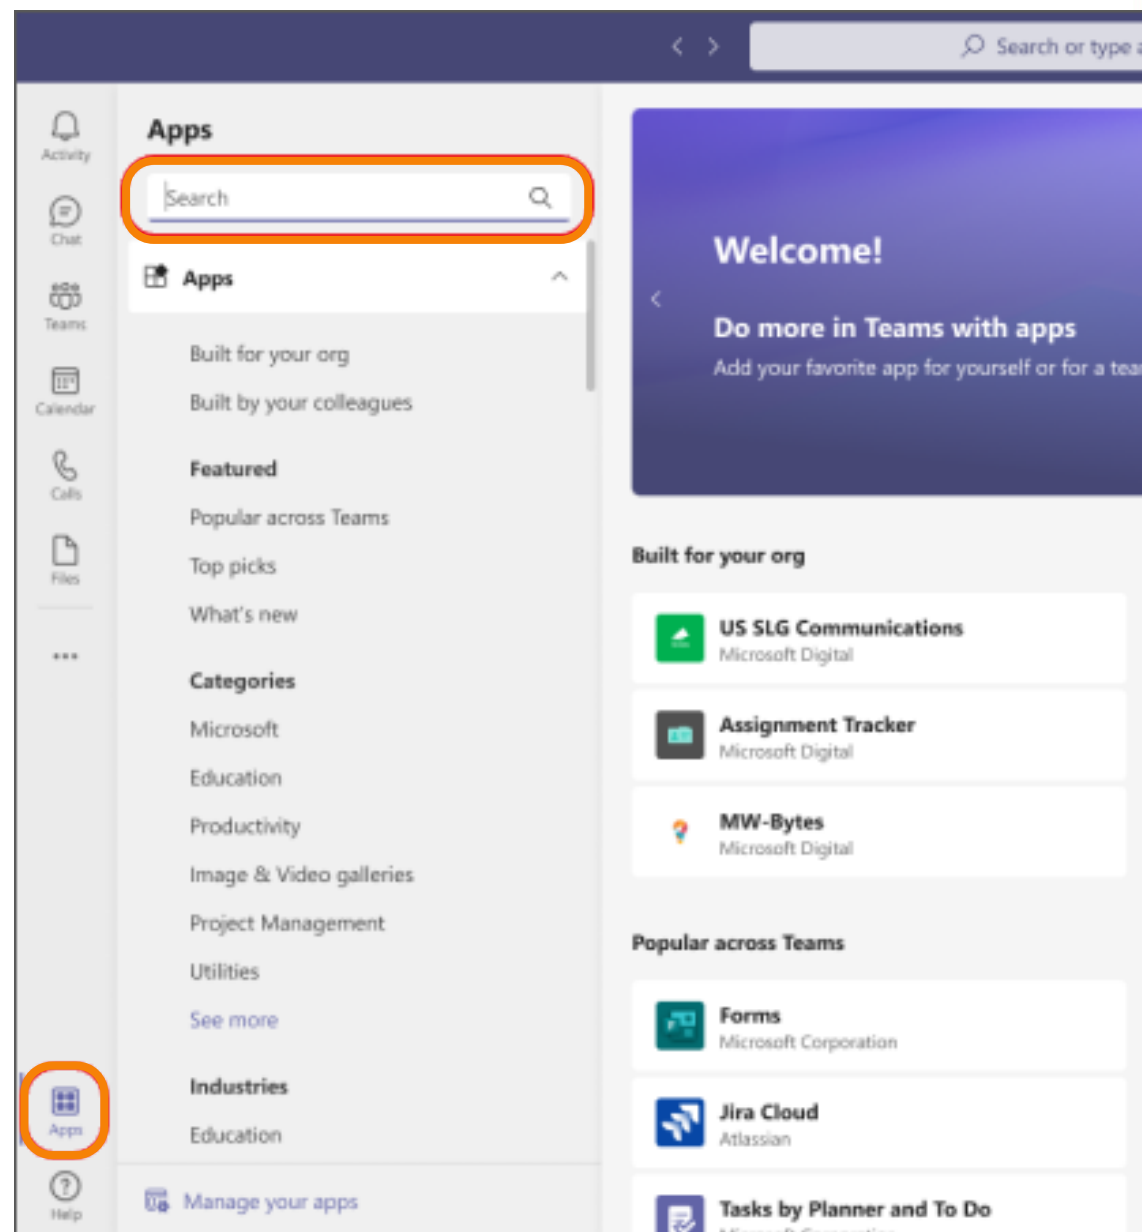 Search or type
Activity
Chat
Teams
Calendar
Calls
Files
Apps
Help
Apps
Search
Apps
Built for your org
Built by your colleagues
Featured
Popular across Teams
Top picks
What's new
Categories
Microsoft
Education
Productivity
Image & Video galleries
Project Management
Utilities
See more
Industries
Education
Manage your apps
Welcome!
Do more in Teams with apps
Add your favorite app for yourself or for a
Built for your org
US SLG Communications
Microsoft Digital
Assignment Tracker
Microsoft Digital
MW-Bytes
Microsoft Digital
Popular across Teams
Forms
Microsoft Corporation
Jira Cloud
Atlassian
Tasks by Planner and To Do
Microsoft Corporation